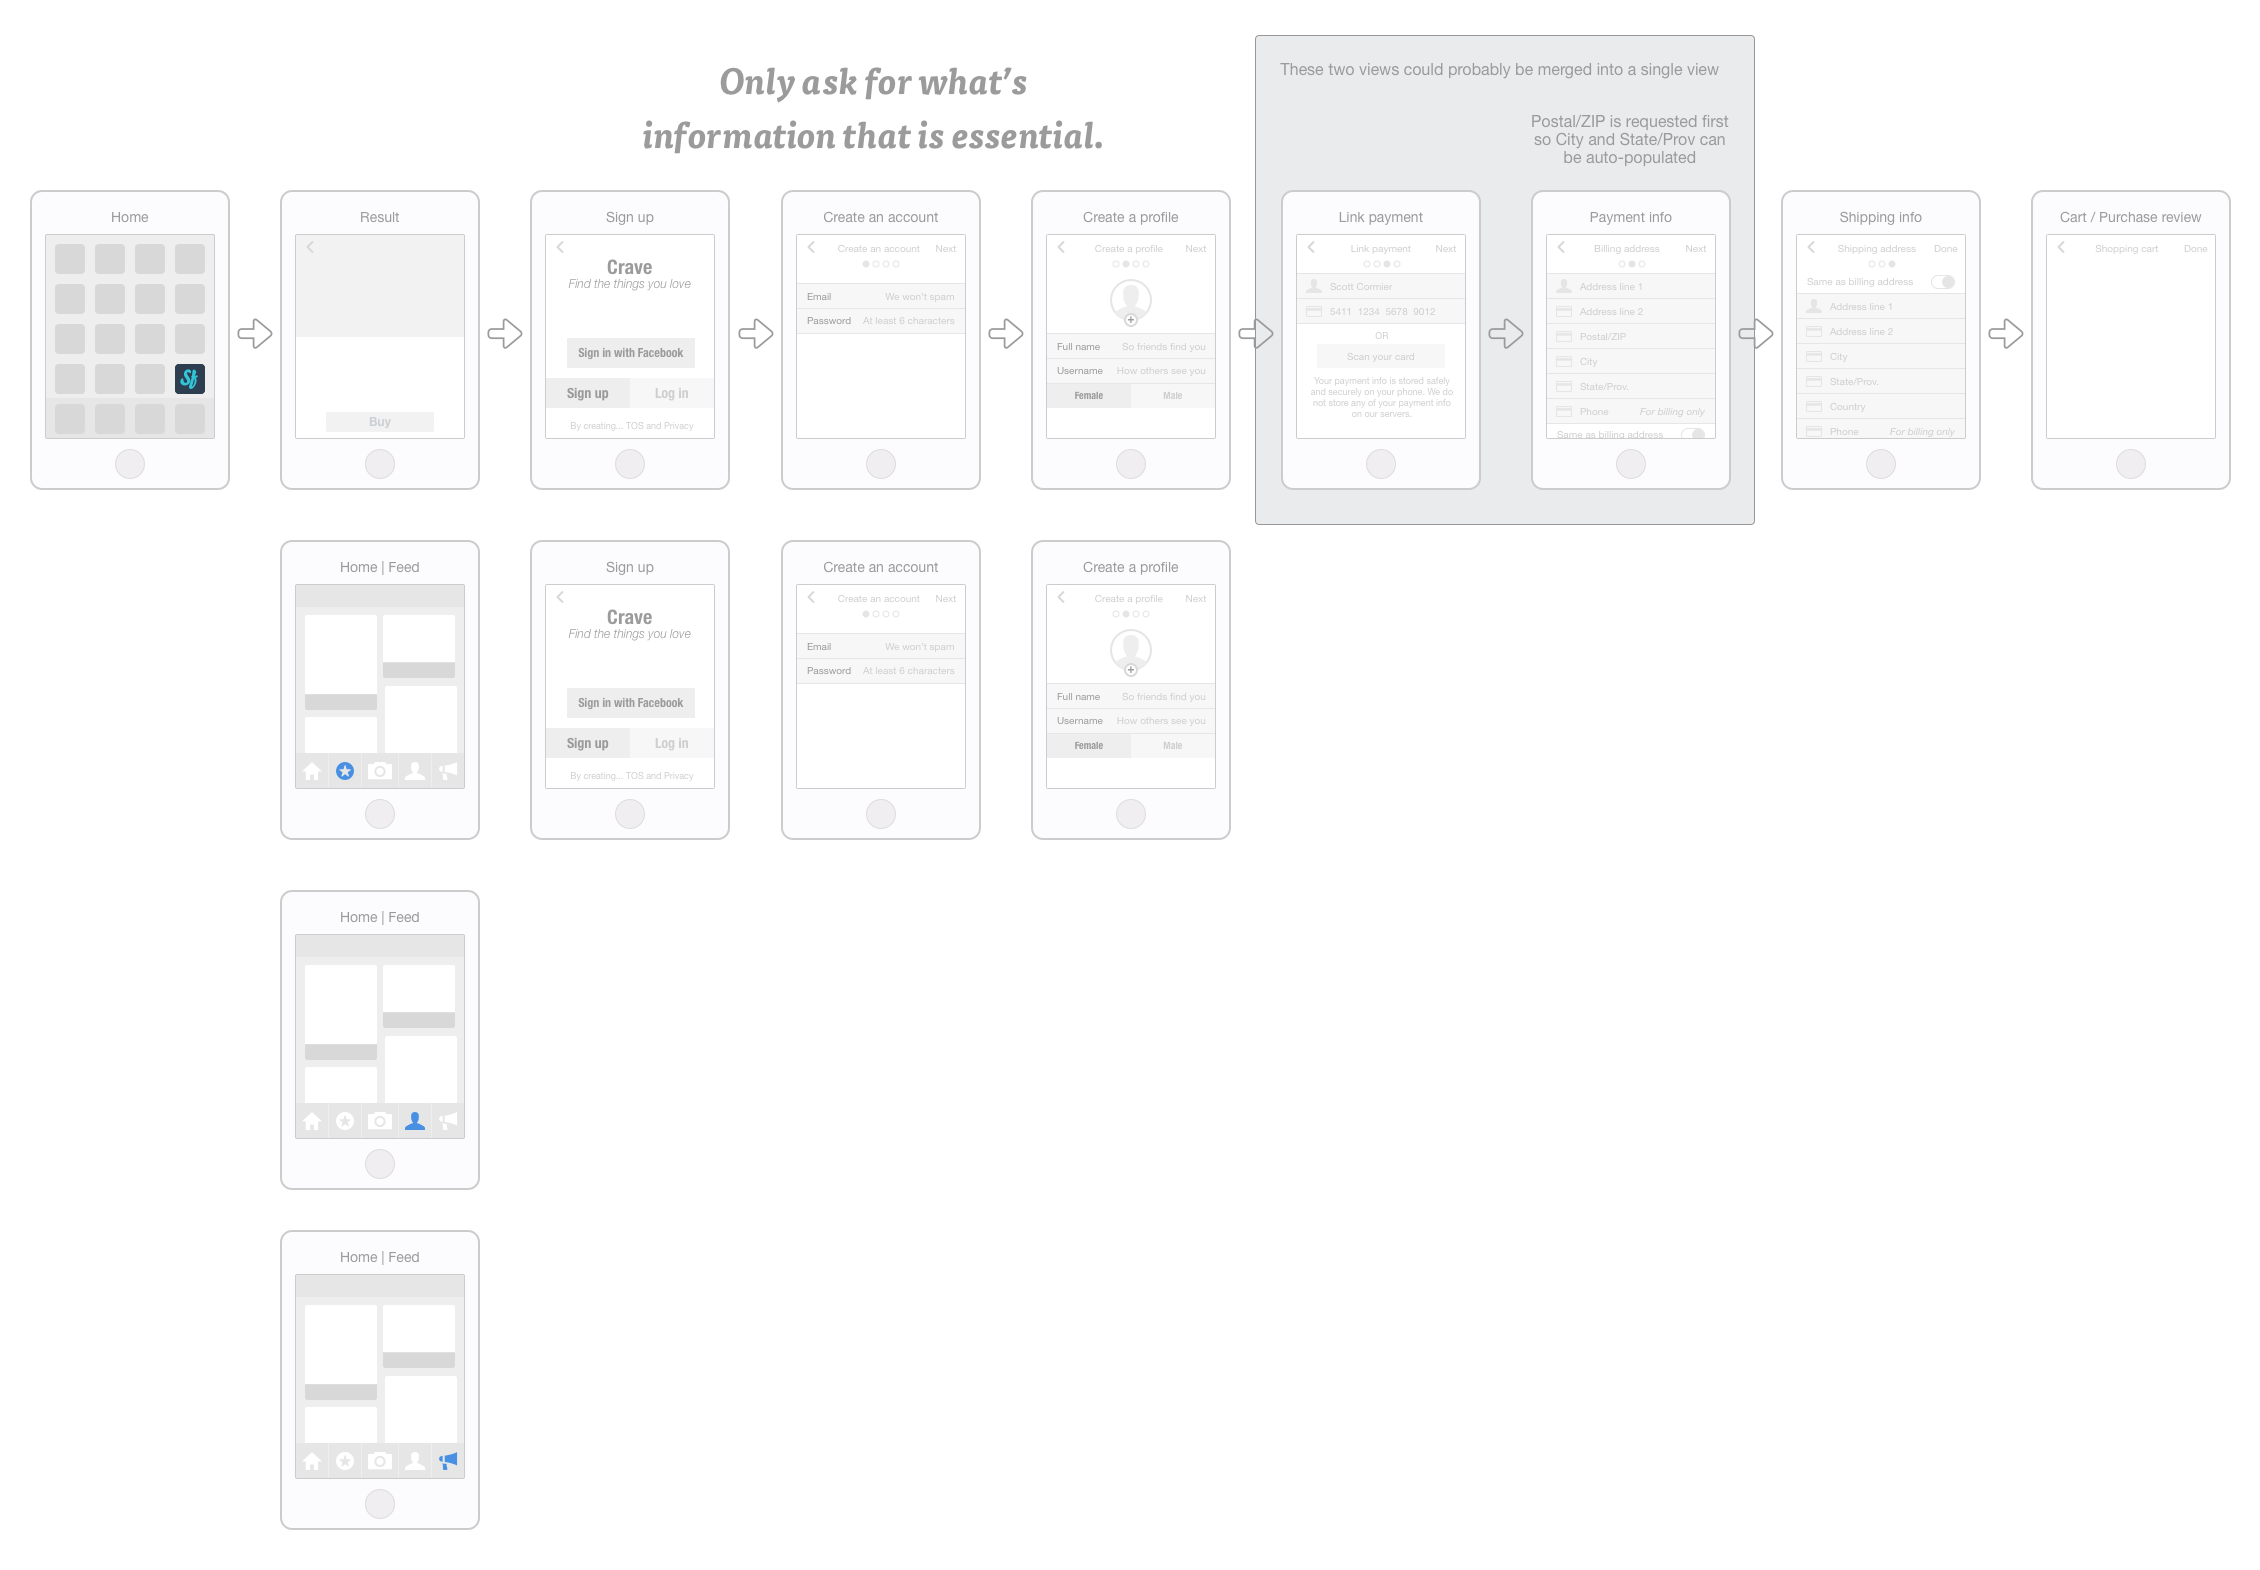 Only ask for what's
information that is essential.
These two views could probably be merged into a single view
Postal/ZIP is requested first
so City and State/Prov can
be auto-populated
Home
Sf
Result
Buy
Sign up
Crave
Find the things you love
Sign in with Facebook
Sign up Log in
By creating... TOS and Privacy
Create an account
Create an account Next
Email We won't spam
Password At least 6 characters
Create a profile
Create a profile Next
Full name So friends find you
Username How others see you
Female Male
Link payment
Link payment Next
Scott Cormier
5411 1234 5678 9012
OR
Scan your card
Your payment info is stored safely
and securely on your phone. We do
not store any of your payment info
on our servers.
Payment info
Billing address Next
Address line 1
Address line 2
Postal/ZIP
City
State/Prov.
Phone For billing only
Same as billing address
Shipping info
Shipping address Done
Same as billing address
Address line 1
Address line 2
City
State/Prov.
Country
Phone For billing only
Cart / Purchase review
Shopping cart Done
Home | Feed
Sign up
Crave
Find the things you love
Sign in with Facebook
Sign up Log in
By creating... TOS and Privacy
Create an account
Create an account Next
Email We won't spam
Password At least 6 characters
Create a profile
Create a profile Next
Full name So friends find you
Username How others see you
Female Male
Home | Feed
Home | Feed